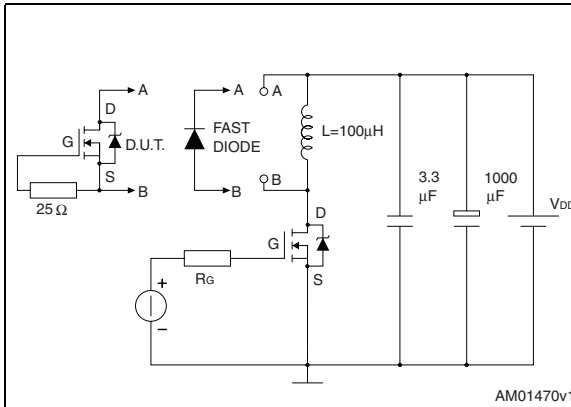 A
D
G
D.U.T.
S
B
25 Ω
A
FAST
DIODE
B
A
L=100µH
B
D
G
S
RG
+
–
3.3
µF
1000
µF
VDD
AM01470v1